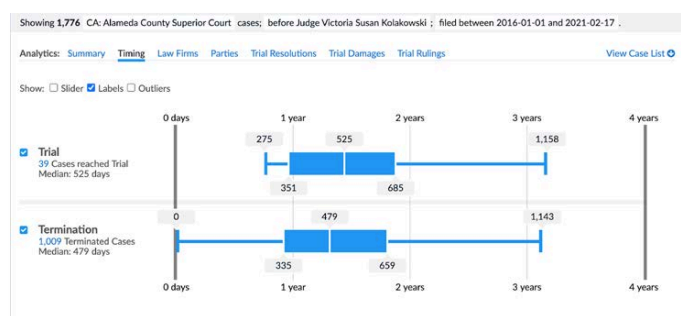 Showing 1,776 CA: Alameda County Superior Court cases; before Judge Victoria Susan Kolakowski ; filed between 2016-01-01 and 2021-02-17 .
Analytics: Summary Timing Law Firms Parties Trial Resolutions Trial Damages Trial Rulings View Case List
Show: Slider Labels Outliers
0 days 1 year 2 years 3 years 4 years
275 525 1,158
Trial
39 Cases reached Trial
Median: 525 days
351 685
0 479 1,143
Termination
1,009 Terminated Cases
Median: 479 days
335 659
0 days 1 year 2 years 3 years 4 years